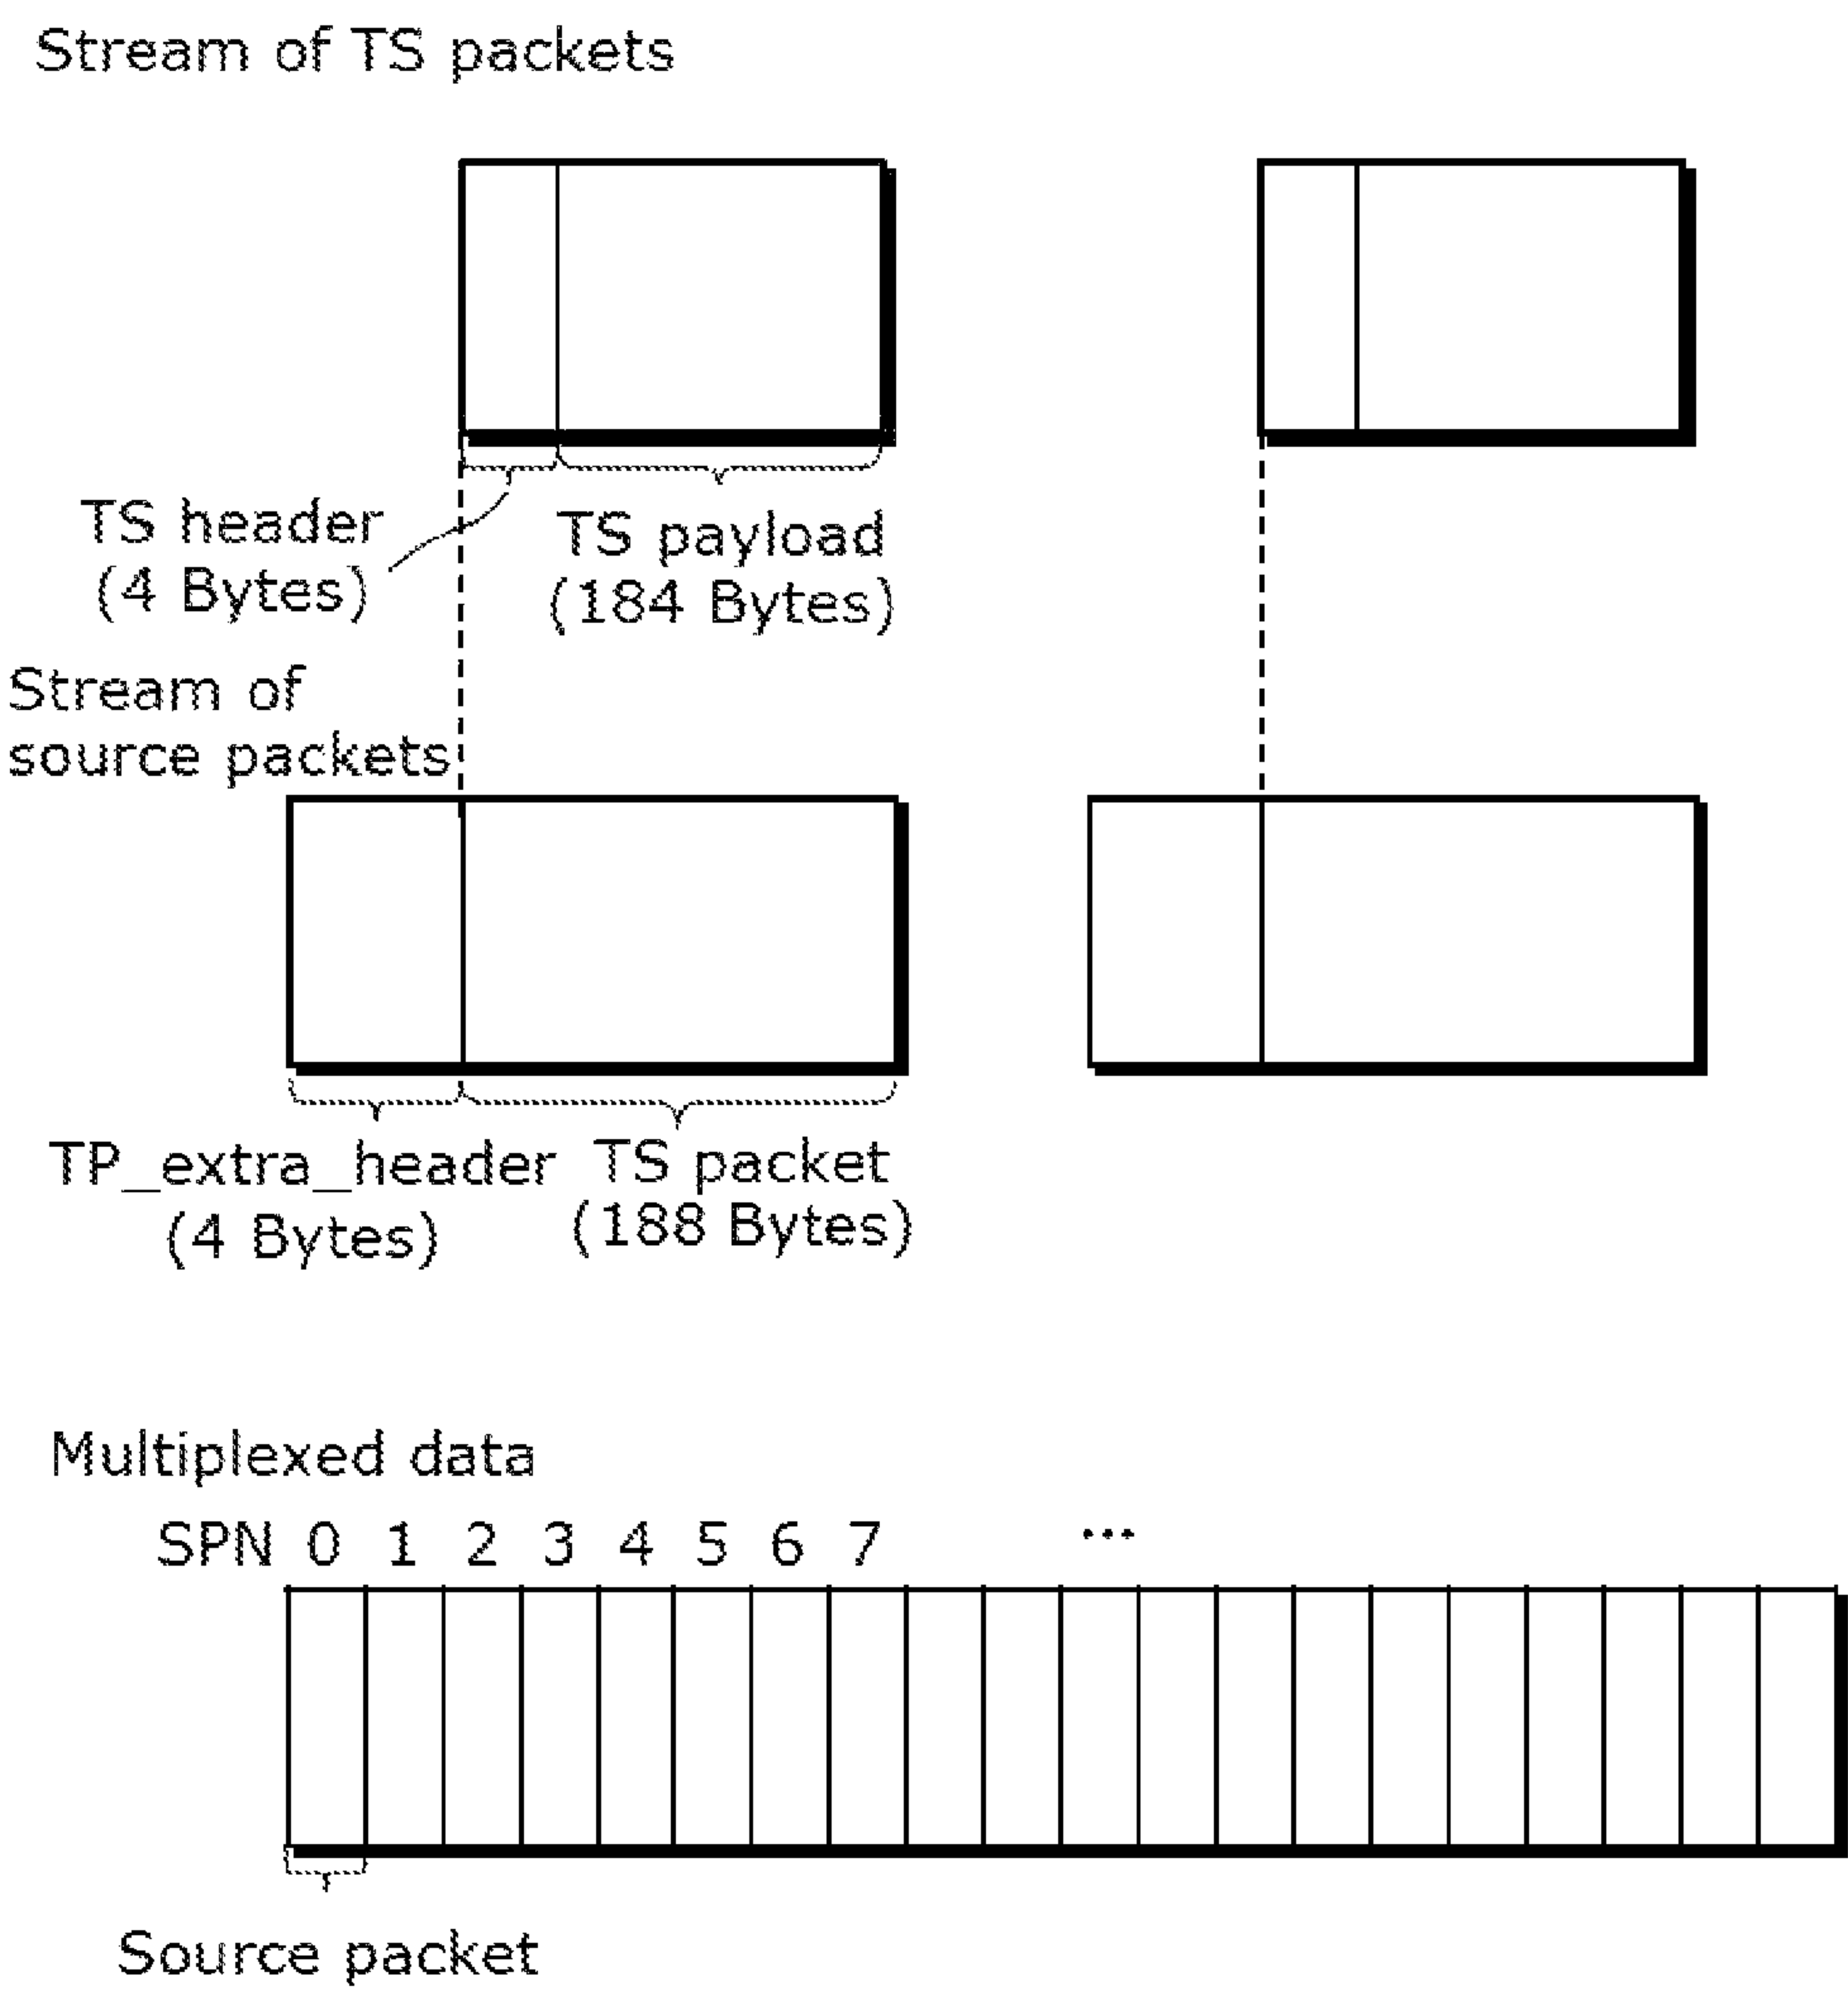 Stream of TS packets
TS header
(4 Bytes)
TS payload
(184 Bytes)
Stream of
source packets
TP_extra_header
(4 Bytes)
TS packet
(188 Bytes)
Multiplexed data
SPN 0 1 2 3 4 5 6 7 ...
Source packet